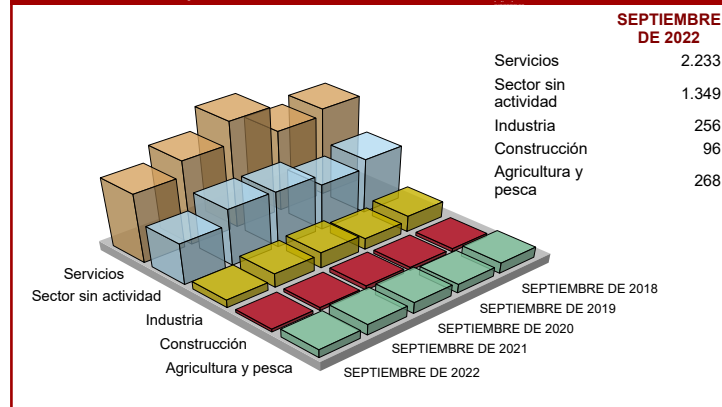 SEPTIEMBRE
DE 2022
Servicios 2.233
Sector sin
actividad 1.349
Industria 256
Construcción 96
Agricultura y
pesca 268
Servicios
Sector sin actividad
Industria
Construcción
Agricultura y pesca
SEPTIEMBRE DE 2018
SEPTIEMBRE DE 2019
SEPTIEMBRE DE 2020
SEPTIEMBRE DE 2021
SEPTIEMBRE DE 2022